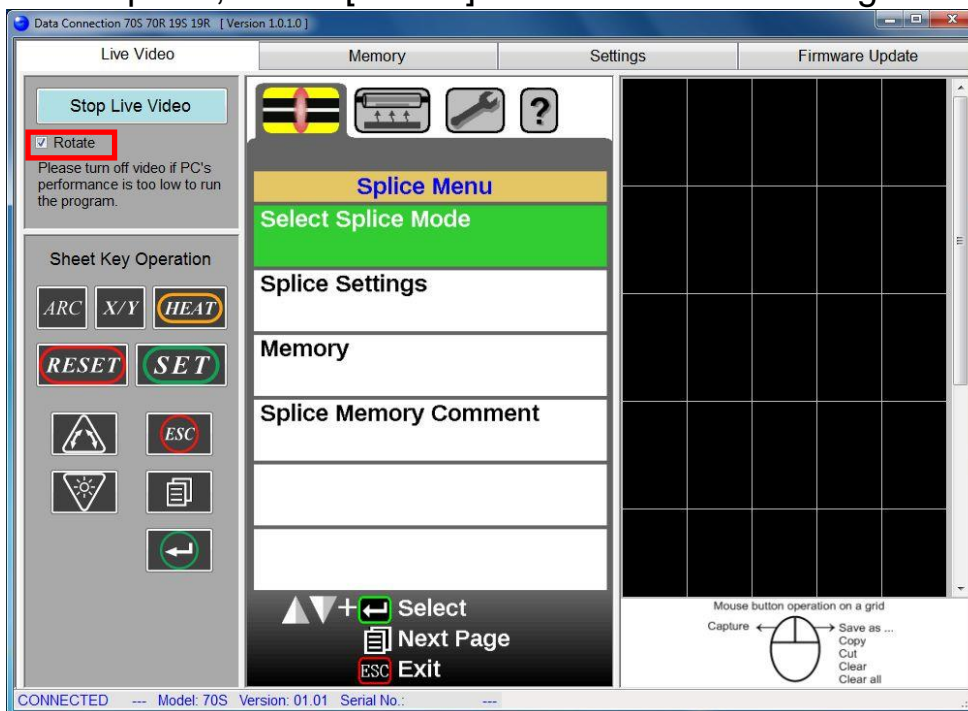 Data Connection 70S 70R 19S 19R [ Version 1.0.1.0 ]
Live Video
Memory
Settings
Firmware Update
Stop Live Video
Rotate
Please turn off video if PC's
performance is too low to run
the program.
Sheet Key Operation
ARC X/Y HEAT
RESET SET
ESC
?
Splice Menu
Select Splice Mode
Splice Settings
Memory
Splice Memory Comment
+ Select
Next Page
ESC Exit
Mouse button operation on a grid
Capture
Save as ...
Copy
Cut
Clear
Clear all
CONNECTED --- Model: 70S Version: 01.01 Serial No.: ---